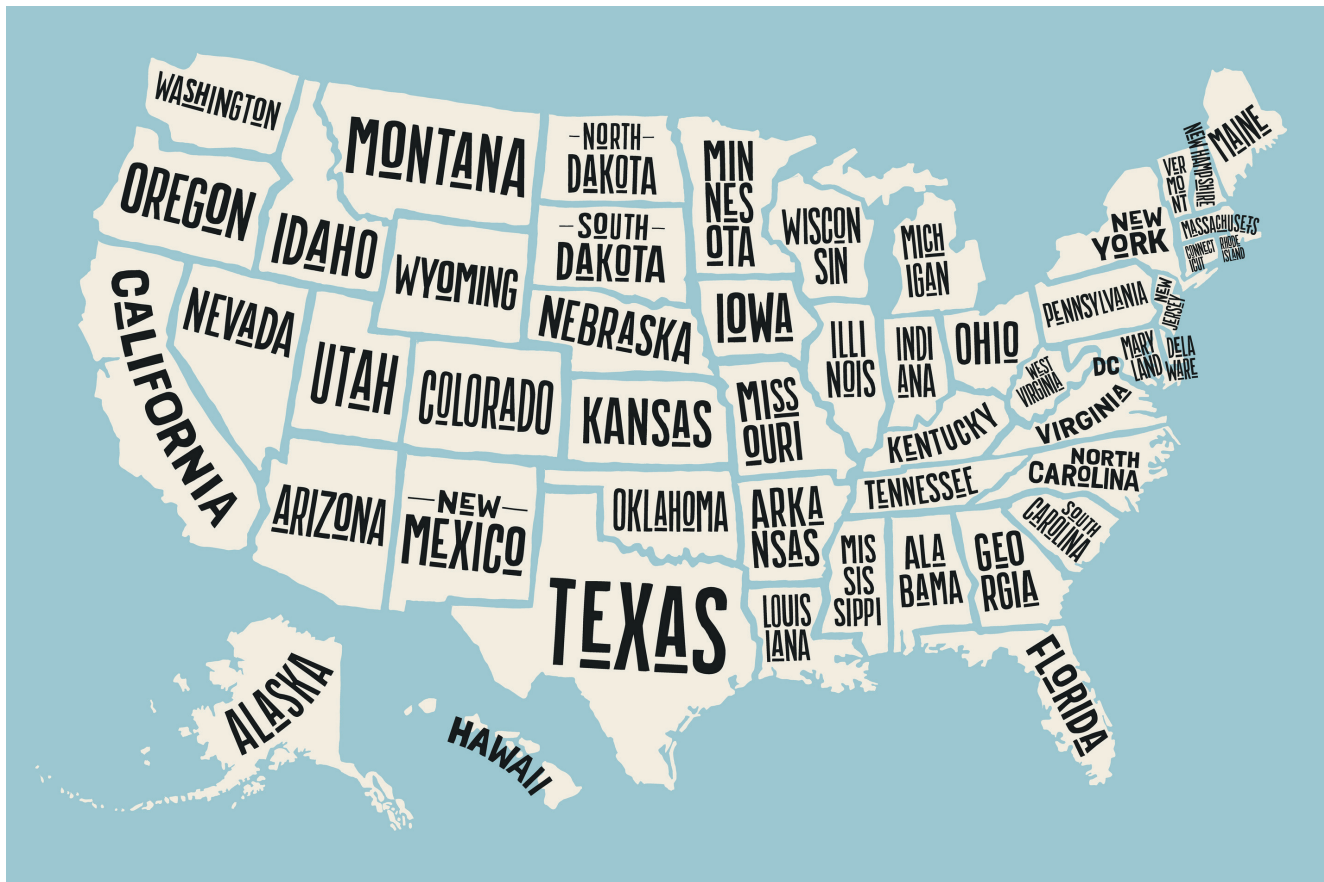 WASHINGTON
OREGON
CALIFORNIA
IDAHO
NEVADA
MONTANA
WYOMING
UTAH
ARIZONA
COLORADO
–NEW–
MEXICO
–NORTH–
DAKOTA
–SOUTH–
DAKOTA
NEBRASKA
KANSAS
OKLAHOMA
TEXAS
MIN
NES
OTA
IOWA
MISS
OURI
ARKA
NSAS
LOUIS
IANA
WISCON
SIN
ILLI
NOIS
MICH
IGAN
INDI
ANA
OHIO
KENTUCKY
TENNESSEE
MIS
SIS
SIPPI
ALA
BAMA
GEO
RGIA
FLORIDA
SOUTH
CAROLINA
NORTH
CAROLINA
VIRGINIA
WEST
VIRGINIA
DC
MARY
LAND
DELA
WARE
PENNSYLVANIA
NEW
JERSEY
NEW
YORK
CONNECT
ICUT
RHODE
ISLAND
MASSACHUSETS
VER
MO
NT
NEW HAMPSHIRE
MAINE
ALASKA
HAWAII